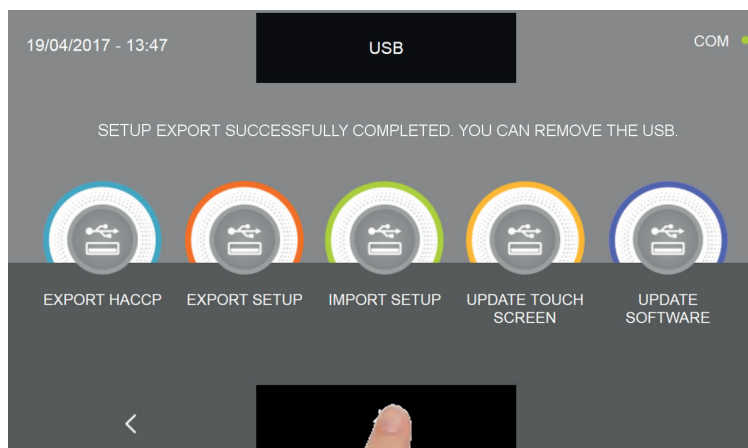 19/04/2017 - 13:47
USB
COM
SETUP EXPORT SUCCESSFULLY COMPLETED. YOU CAN REMOVE THE USB.
EXPORT HACCP
EXPORT SETUP
IMPORT SETUP
UPDATE TOUCH
SCREEN
UPDATE
SOFTWARE